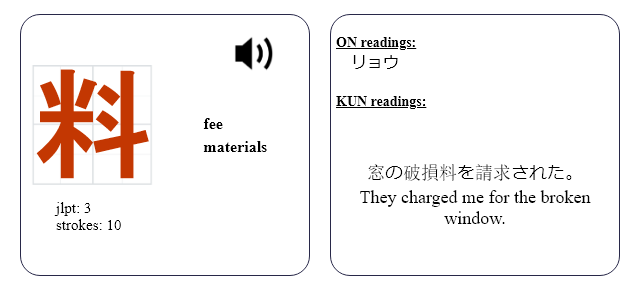 料
fee
materials
jlpt: 3
strokes: 10
ON readings:
リョウ
KUN readings:
窓の破損料を請求された。
They charged me for the broken
window.